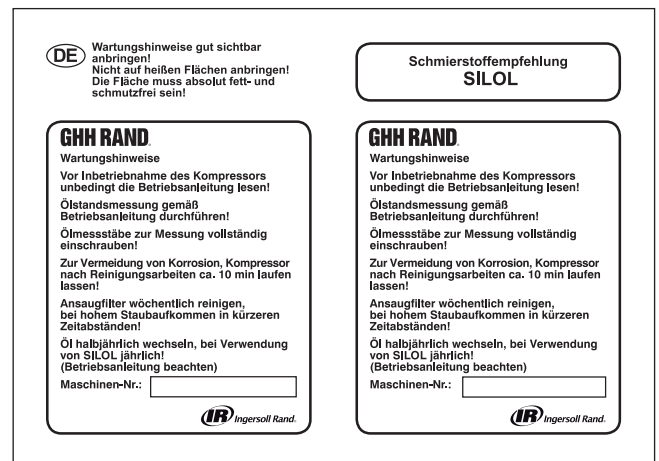 DE
Wartungshinweise gut sichtbar
anbringen!
Nicht auf heißen Flächen anbringen!
Die Fläche muss absolut fett- und
schmutzfrei sein!
Schmierstoffempfehlung
SILOL
GHH RAND.
Wartungshinweise
Vor Inbetriebnahme des Kompressors
unbedingt die Betriebsanleitung lesen!
Ölstandsmessung gemäß
Betriebsanleitung durchführen!
Ölmessstäbe zur Messung vollständig
einschrauben!
Zur Vermeidung von Korrosion, Kompressor
nach Reinigungsarbeiten ca. 10 min laufen
lassen!
Ansaugfilter wöchentlich reinigen,
bei hohem Staubaufkommen in kürzeren
Zeitabständen!
Öl halbjährlich wechseln, bei Verwendung
von SILOL jährlich!
(Betriebsanleitung beachten)
Maschinen-Nr.:
IR Ingersoll Rand.
GHH RAND.
Wartungshinweise
Vor Inbetriebnahme des Kompressors
unbedingt die Betriebsanleitung lesen!
Ölstandsmessung gemäß
Betriebsanleitung durchführen!
Ölmessstäbe zur Messung vollständig
einschrauben!
Zur Vermeidung von Korrosion, Kompressor
nach Reinigungsarbeiten ca. 10 min laufen
lassen!
Ansaugfilter wöchentlich reinigen,
bei hohem Staubaufkommen in kürzeren
Zeitabständen!
Öl halbjährlich wechseln, bei Verwendung
von SILOL jährlich!
(Betriebsanleitung beachten)
Maschinen-Nr.:
IR Ingersoll Rand.